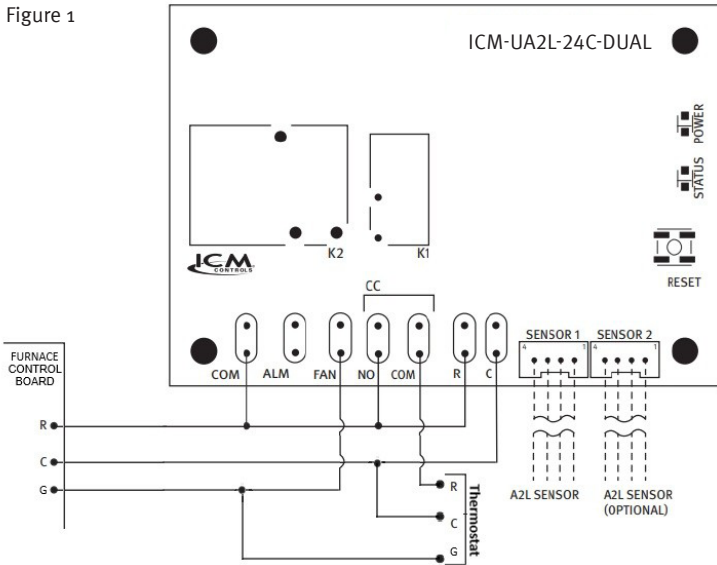 Figure 1
ICM-UA2L-24C-DUAL
POWER
STATUS
K2
K1
ICM
CONTROLS
RESET
CC
SENSOR 1 SENSOR 2
4 1 4 1
COM ALM FAN NO COM R C
FURNACE
CONTROL
BOARD
R
C
G
R
C
G
Thermostat
A2L SENSOR
A2L SENSOR
(OPTIONAL)